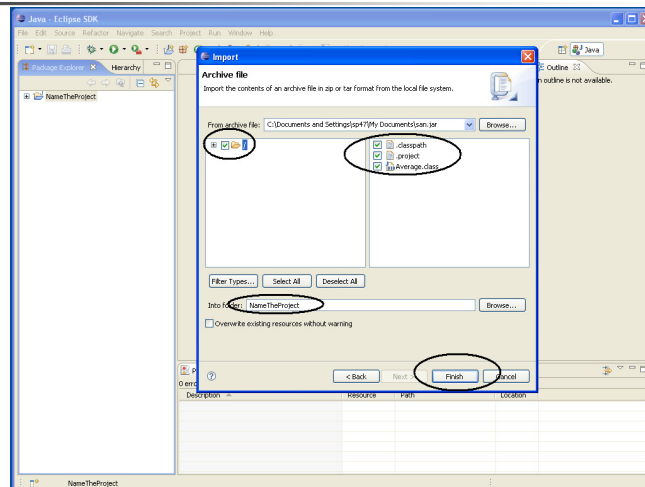 Java - Eclipse SDK
File Edit Source Refactor Navigate Search Project Run Window Help
Java
Package Explorer Hierarchy
Outline
n outline is not available.
NameTheProject
Import
Archive file
Import the contents of an archive file in zip or tar format from the local file system.
From archive file: C:\Documents and Settings\sp47\My Documents\san.jar Browse...
/
.classpath
.project
Average.class
Filter Types... Select All Deselect All
Into folder: NameTheProject Browse...
Overwrite existing resources without warning
? < Back Next > Finish Cancel
P
0 erro
Description Resource Path Location
NameTheProject